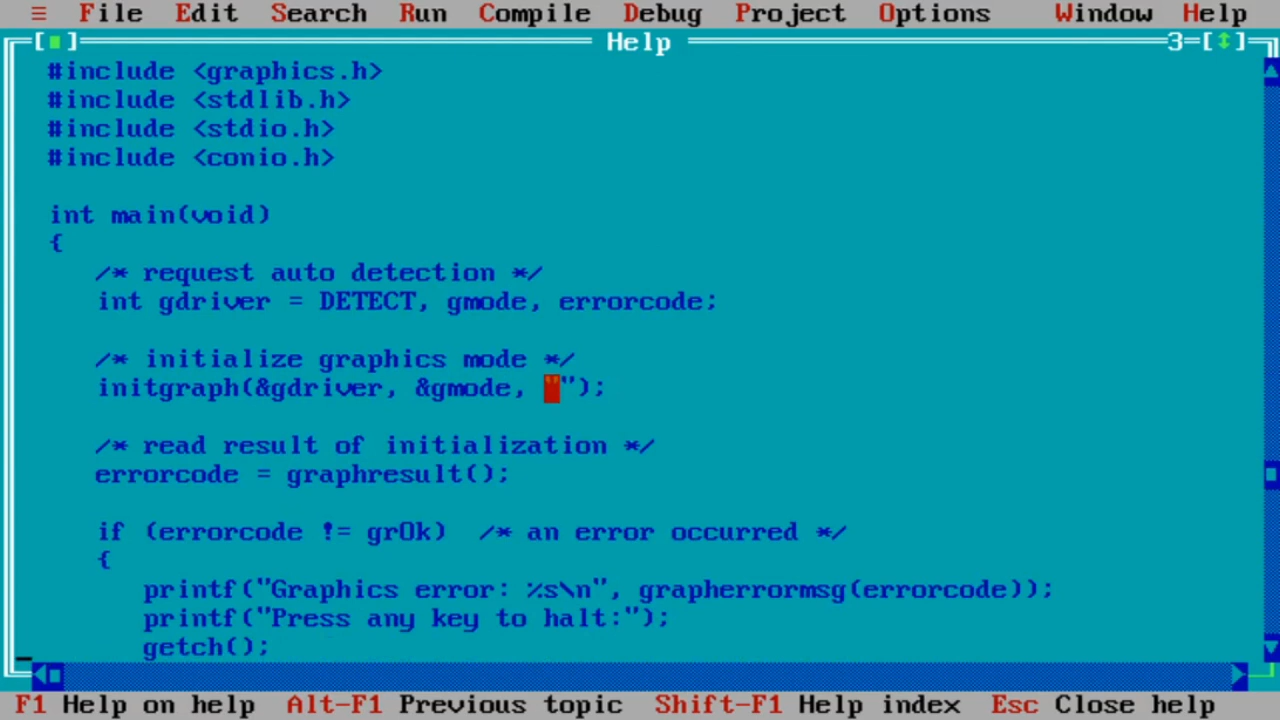 ≡ File Edit Search Run Compile Debug Project Options Window Help
[■] Help 3=[↕]
#include <graphics.h>
#include <stdlib.h>
#include <stdio.h>
#include <conio.h>
int main(void)
{
/* request auto detection */
int gdriver = DETECT, gmode, errorcode;
/* initialize graphics mode */
initgraph(&gdriver, &gmode, "");
/* read result of initialization */
errorcode = graphresult();
if (errorcode != grOk)  /* an error occurred */
{
printf("Graphics error: %s\n", grapherrormsg(errorcode));
printf("Press any key to halt:");
getch();
F1 Help on help Alt-F1 Previous topic Shift-F1 Help index Esc Close help